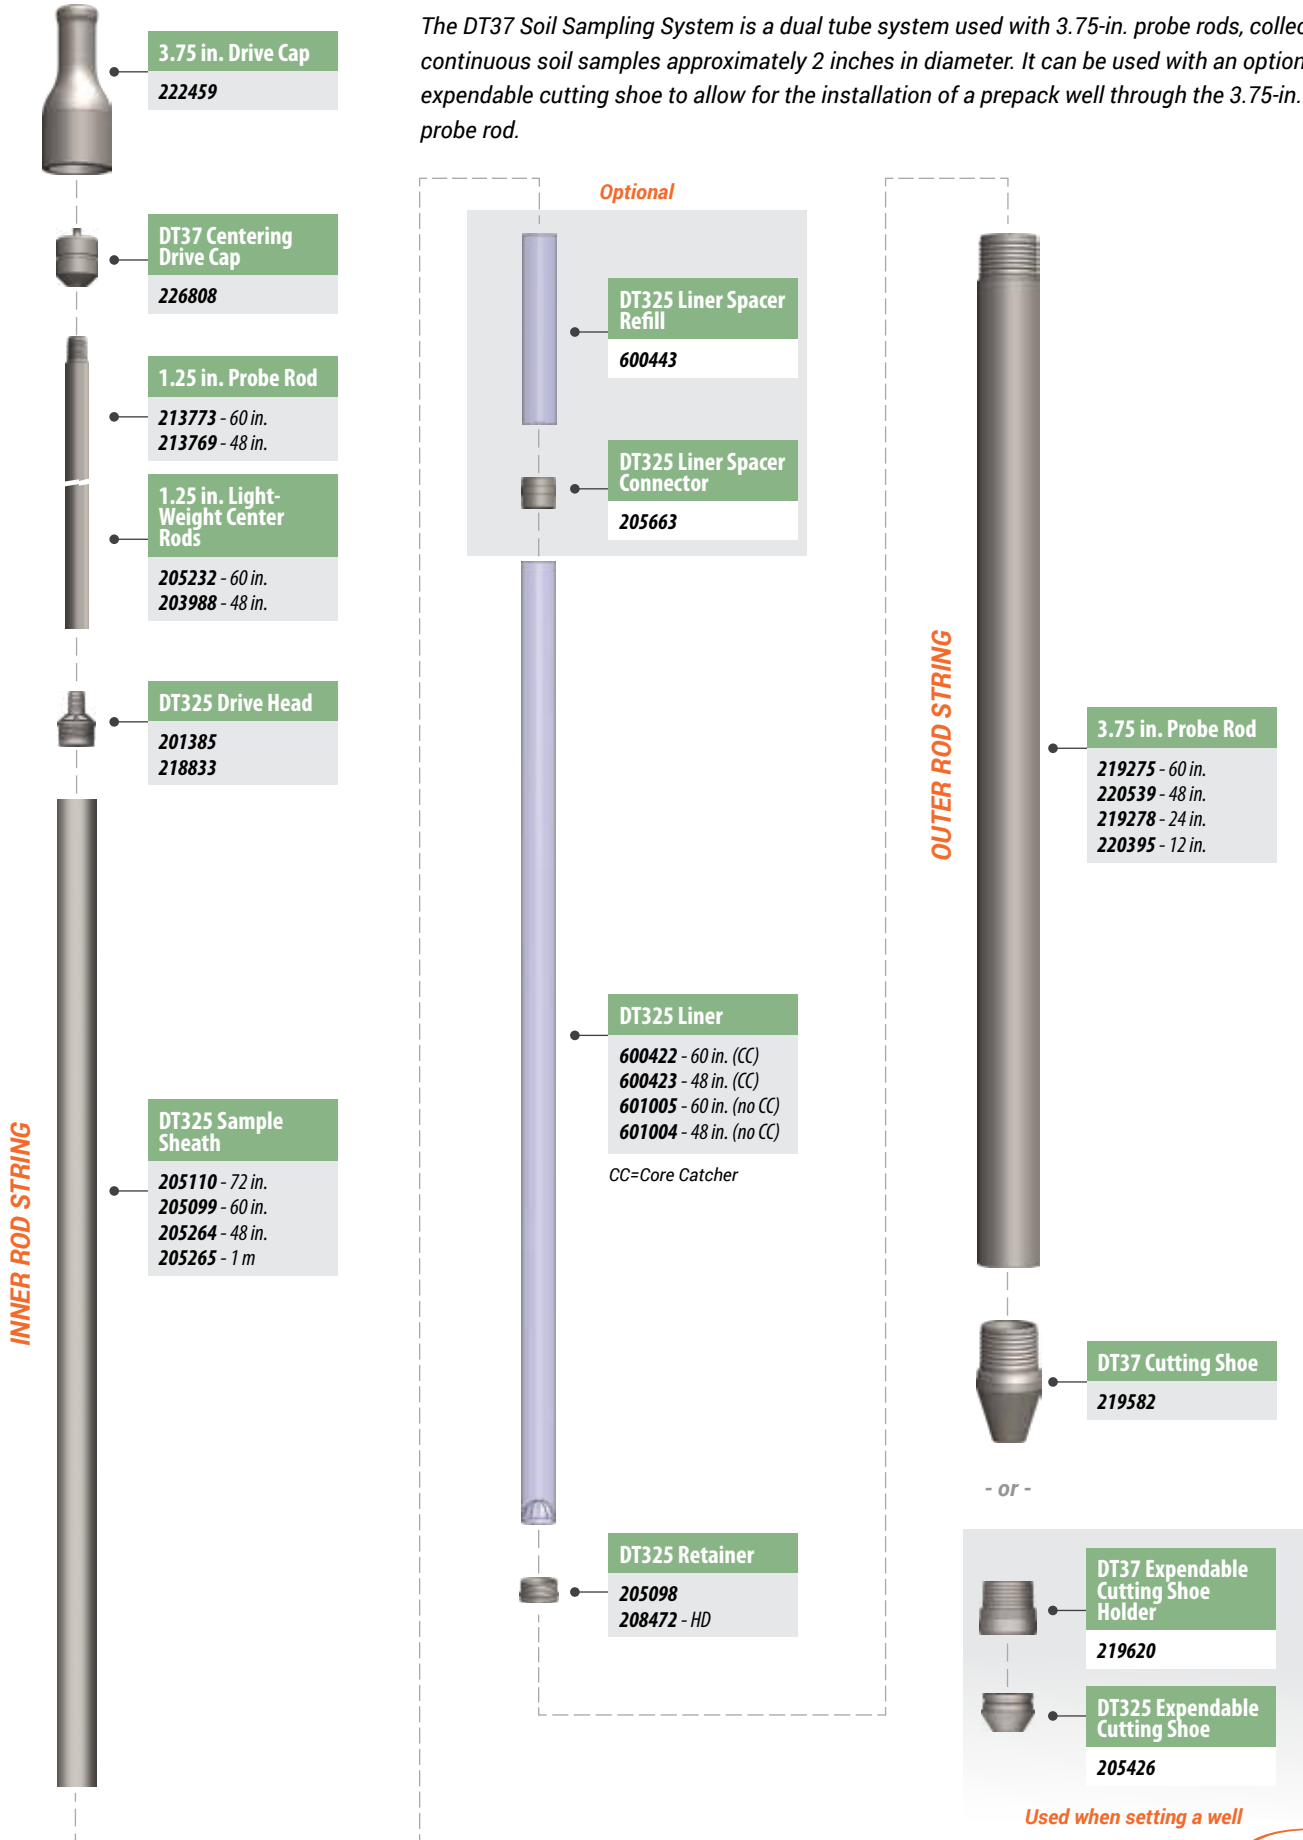 The DT37 Soil Sampling System is a dual tube system used with 3.75-in. probe rods, collec
continuous soil samples approximately 2 inches in diameter. It can be used with an option
expendable cutting shoe to allow for the installation of a prepack well through the 3.75-in.
probe rod.
3.75 in. Drive Cap
222459
DT37 Centering
Drive Cap
226808
1.25 in. Probe Rod
213773 - 60 in.
213769 - 48 in.
1.25 in. Light-
Weight Center
Rods
205232 - 60 in.
203988 - 48 in.
DT325 Drive Head
201385
218833
INNER ROD STRING
DT325 Sample
Sheath
205110 - 72 in.
205099 - 60 in.
205264 - 48 in.
205265 - 1 m
Optional
DT325 Liner Spacer
Refill
600443
DT325 Liner Spacer
Connector
205663
DT325 Liner
600422 - 60 in. (CC)
600423 - 48 in. (CC)
601005 - 60 in. (no CC)
601004 - 48 in. (no CC)
CC=Core Catcher
DT325 Retainer
205098
208472 - HD
OUTER ROD STRING
3.75 in. Probe Rod
219275 - 60 in.
220539 - 48 in.
219278 - 24 in.
220395 - 12 in.
DT37 Cutting Shoe
219582
- or -
DT37 Expendable
Cutting Shoe
Holder
219620
DT325 Expendable
Cutting Shoe
205426
Used when setting a well